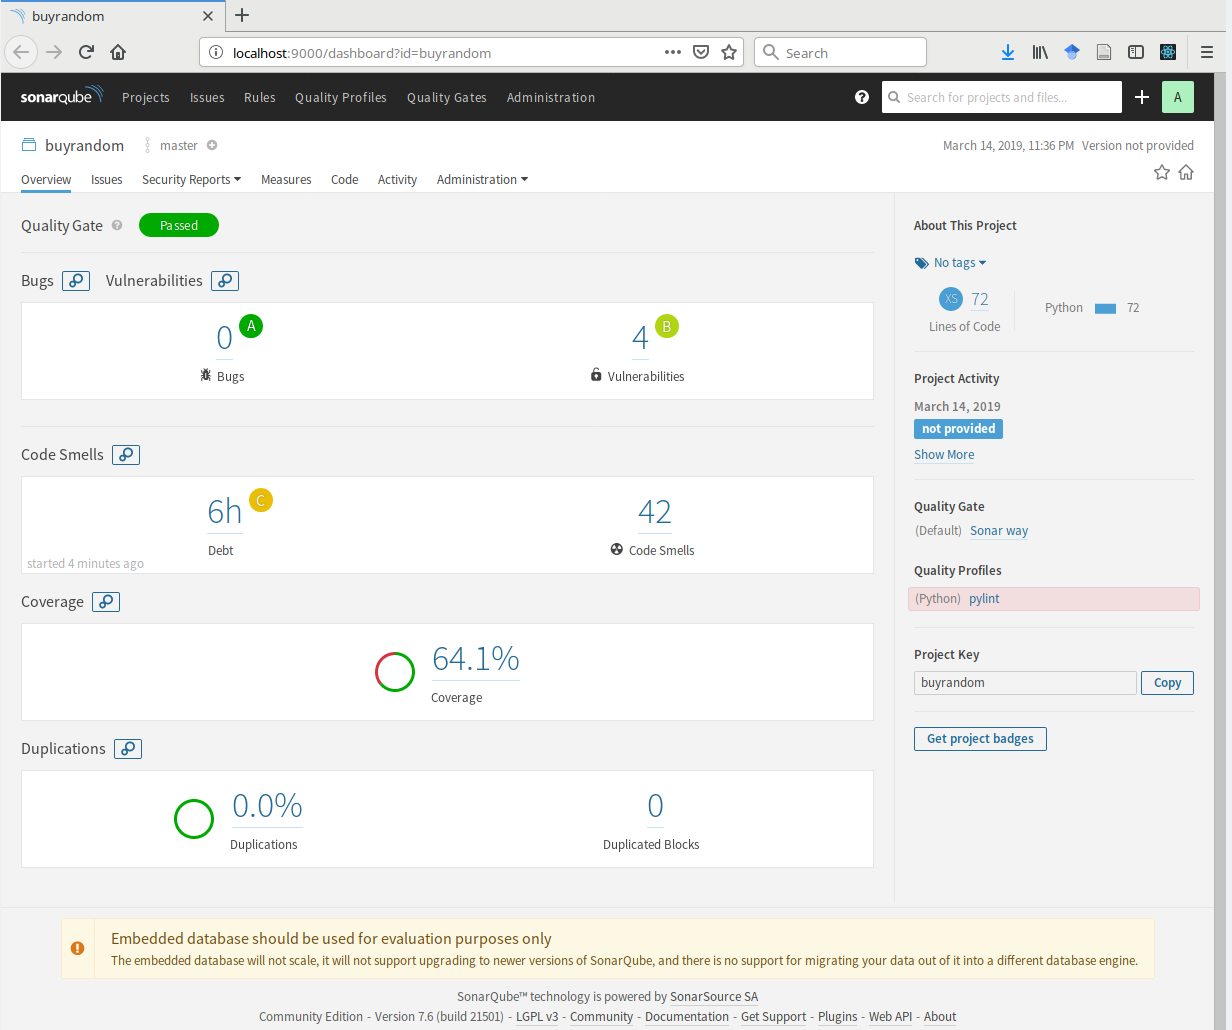 buyrandom
localhost:9000/dashboard?id=buyrandom
Search
sonarqube Projects Issues Rules Quality Profiles Quality Gates Administration
Search for projects and files...
A
buyrandom master
March 14, 2019, 11:36 PM Version not provided
Overview Issues Security Reports Measures Code Activity Administration
Quality Gate ? Passed
Bugs Vulnerabilities
0 A
Bugs
4 B
Vulnerabilities
Code Smells
6h C
Debt
42
Code Smells
started 4 minutes ago
Coverage
64.1%
Coverage
Duplications
0.0%
Duplications
0
Duplicated Blocks
About This Project
No tags
XS 72
Lines of Code
Python 72
Project Activity
March 14, 2019
not provided
Show More
Quality Gate
(Default) Sonar way
Quality Profiles
(Python) pylint
Project Key
buyrandom Copy
Get project badges
Embedded database should be used for evaluation purposes only
The embedded database will not scale, it will not support upgrading to newer versions of SonarQube, and there is no support for migrating your data out of it into a different database engine.
SonarQube™ technology is powered by SonarSource SA
Community Edition - Version 7.6 (build 21501) - LGPL v3 - Community - Documentation - Get Support - Plugins - Web API - About